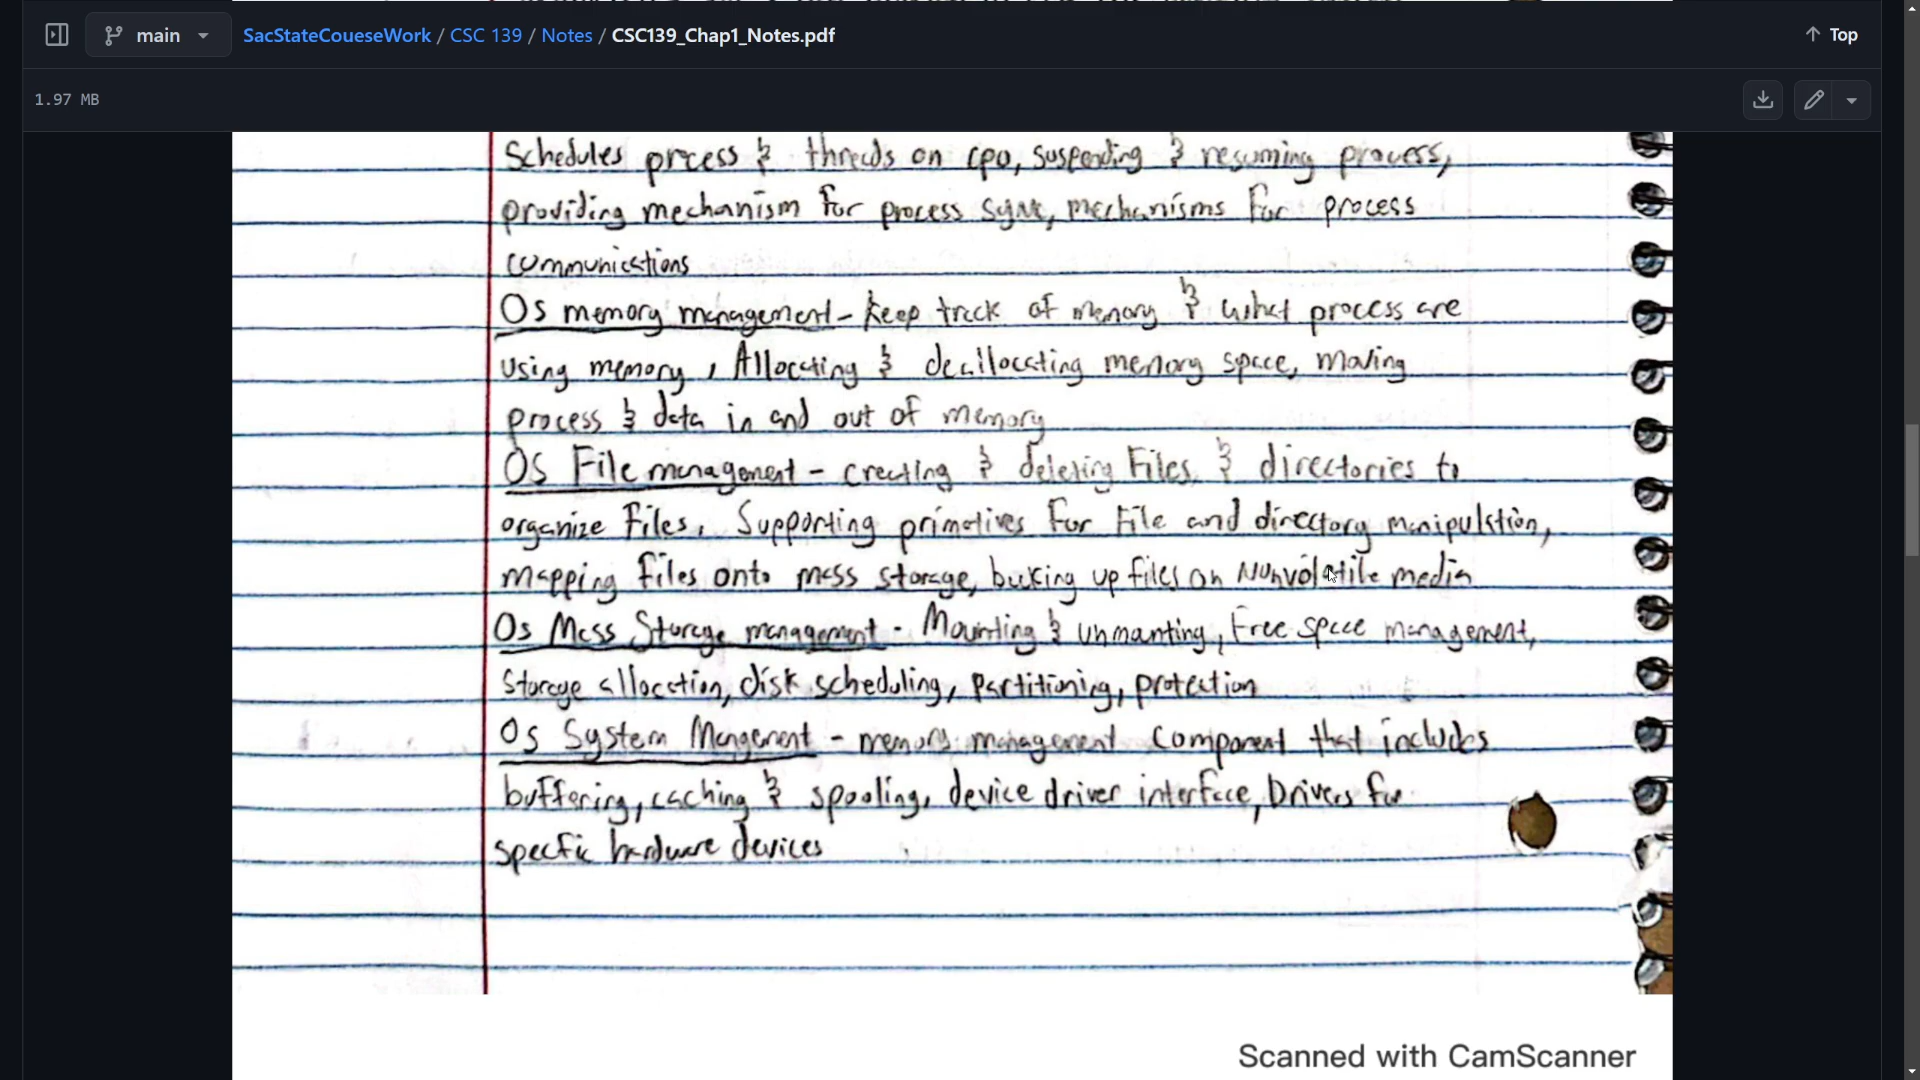 main
SacStateCoueseWork / CSC 139 / Notes / CSC139_Chap1_Notes.pdf
Top
1.97 MB
Schedules prcess & threads on cpu, suspending & resuming process,
providing mechanism for process sync, mechanisms for process
communications
Os memory management - keep track of memory & what process are
using memory, Allocating & deallocating memory space, moving
process & data in and out of memory
Os File management - creating & deleting files, & directories to
organize files. Supporting primatives for file and directory manipulation,
mapping files onto mass storage, backing up files on Nonvolatile media
Os Mass Storage management - Mounting & unmanting, Free space management,
storage allocation, disk scheduling, partitioning, protection
Os System Mangement - memory management component that includes
buffering, caching & spooling, device driver interface, Drivers for
specfic hardware devices
Scanned with CamScanner